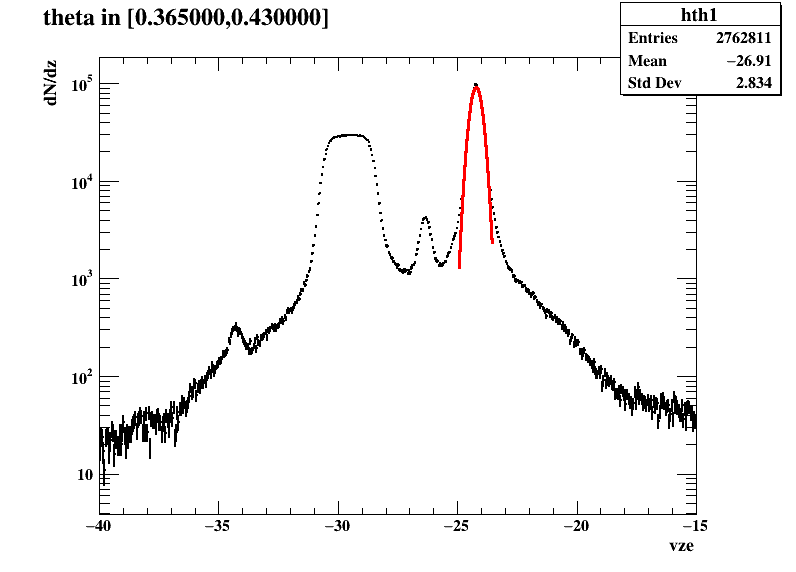 theta in [0.365000,0.430000]
hth1
Entries 2762811
Mean −26.91
Std Dev 2.834
dN/dz
10^5
10^4
10^3
10^2
10
−40 −35 −30 −25 −20 −15
vze